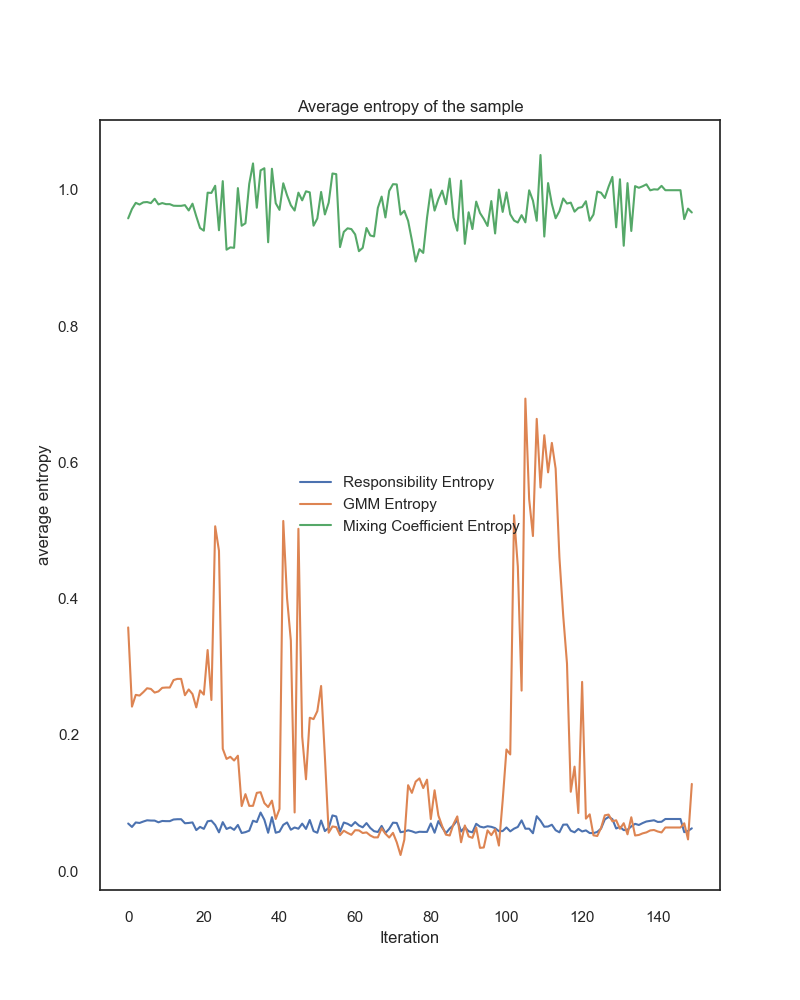 Average entropy of the sample
1.0
0.8
0.6
0.4
0.2
0.0
average entropy
Responsibility Entropy
GMM Entropy
Mixing Coefficient Entropy
0 20 40 60 80 100 120 140
Iteration